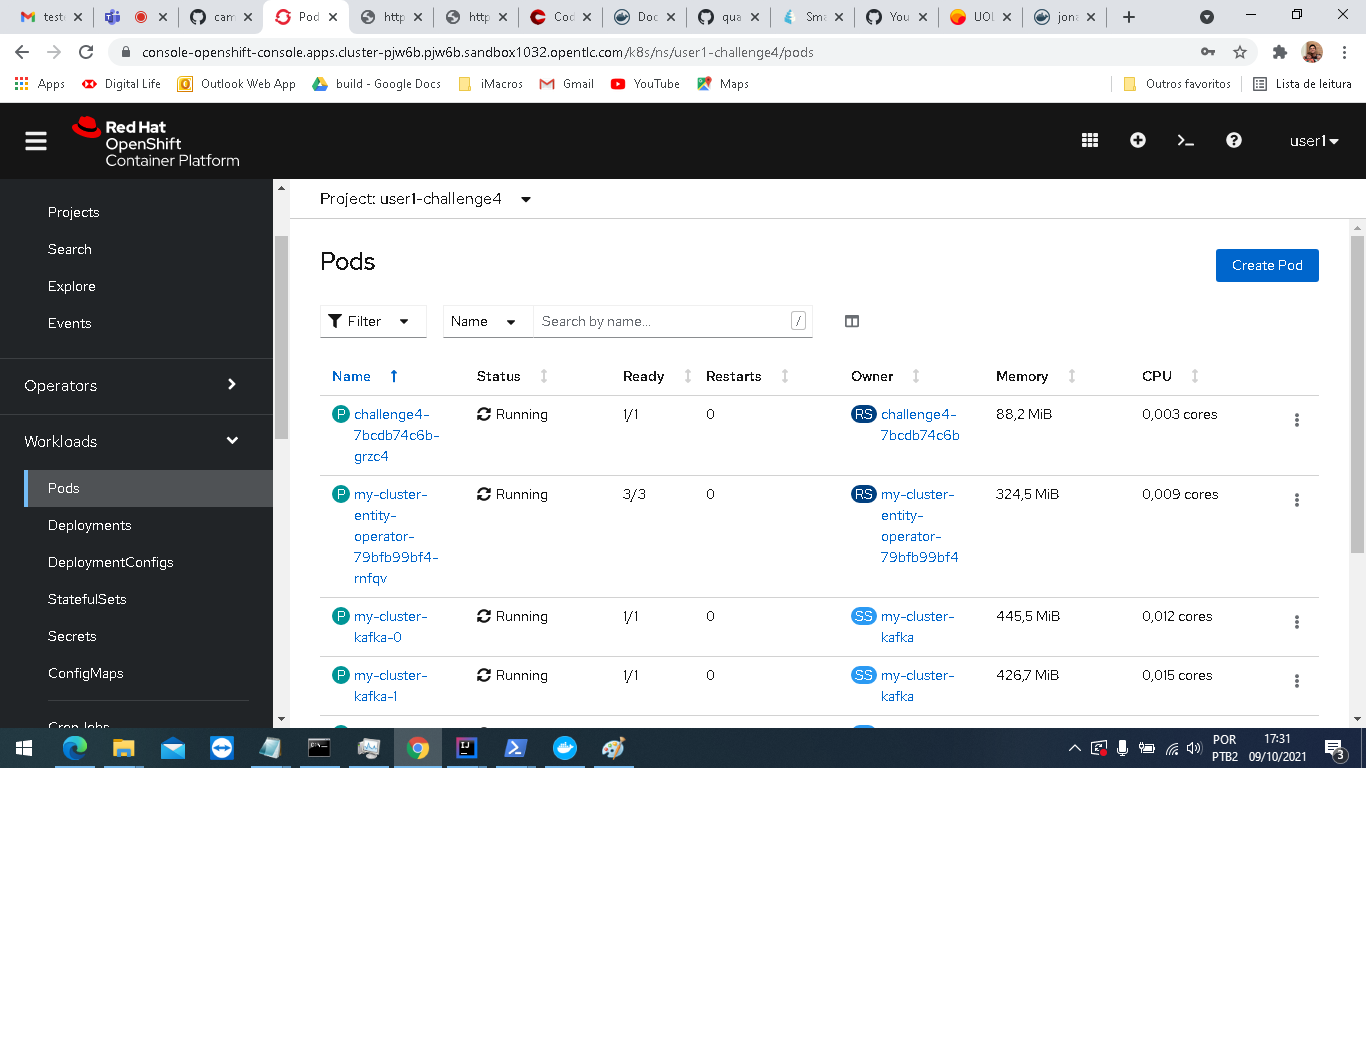 test
cam
Pod
http
http
Cod
Doc
qua
Sma
You
UOL
jona
console-openshift-console.apps.cluster-pjw6b.pjw6b.sandbox1032.opentlc.com/k8s/ns/user1-challenge4/pods
Apps
Digital Life
Outlook Web App
build - Google Docs
iMacros
Gmail
YouTube
Maps
Outros favoritos
Lista de leitura
Red Hat
OpenShift
Container Platform
user1
Projects
Search
Explore
Events
Operators
Workloads
Pods
Deployments
DeploymentConfigs
StatefulSets
Secrets
ConfigMaps
Cron Jobs
Project: user1-challenge4
Pods
Create Pod
Filter
Name
Search by name...
/
Name Status Ready Restarts Owner Memory CPU
P challenge4- Running 1/1 0 RS challenge4- 88,2 MiB 0,003 cores
7bcdb74c6b- 7bcdb74c6b
grzc4
P my-cluster- Running 3/3 0 RS my-cluster- 324,5 MiB 0,009 cores
entity- entity-
operator- operator-
79bfb99bf4- 79bfb99bf4
rnfqv
P my-cluster- Running 1/1 0 SS my-cluster- 445,5 MiB 0,012 cores
kafka-0 kafka
P my-cluster- Running 1/1 0 SS my-cluster- 426,7 MiB 0,015 cores
kafka-1 kafka
POR
PTB2
17:31
09/10/2021
3